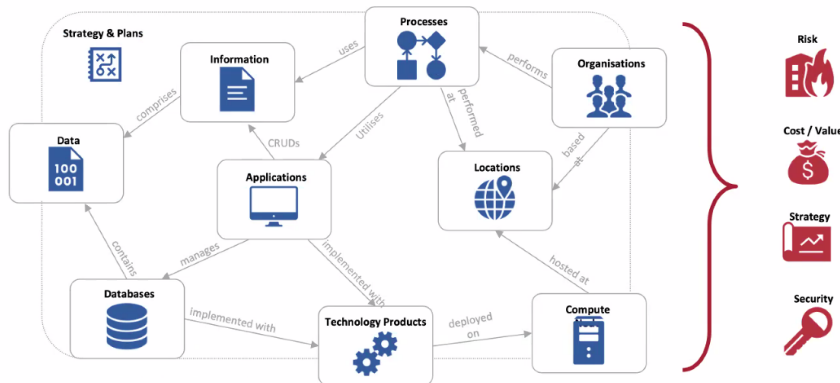 Processes
Strategy & Plans
Risk
Information
uses
performs
Organisations
comprises
performed
at
Utilises
Cost / Value
Data
100
001
CRUDs
based
at
Applications
Locations
$
Strategy
contains
manages
implemented with
hosted at
Databases
implemented with
Technology Products
deployed
on
Compute
Security